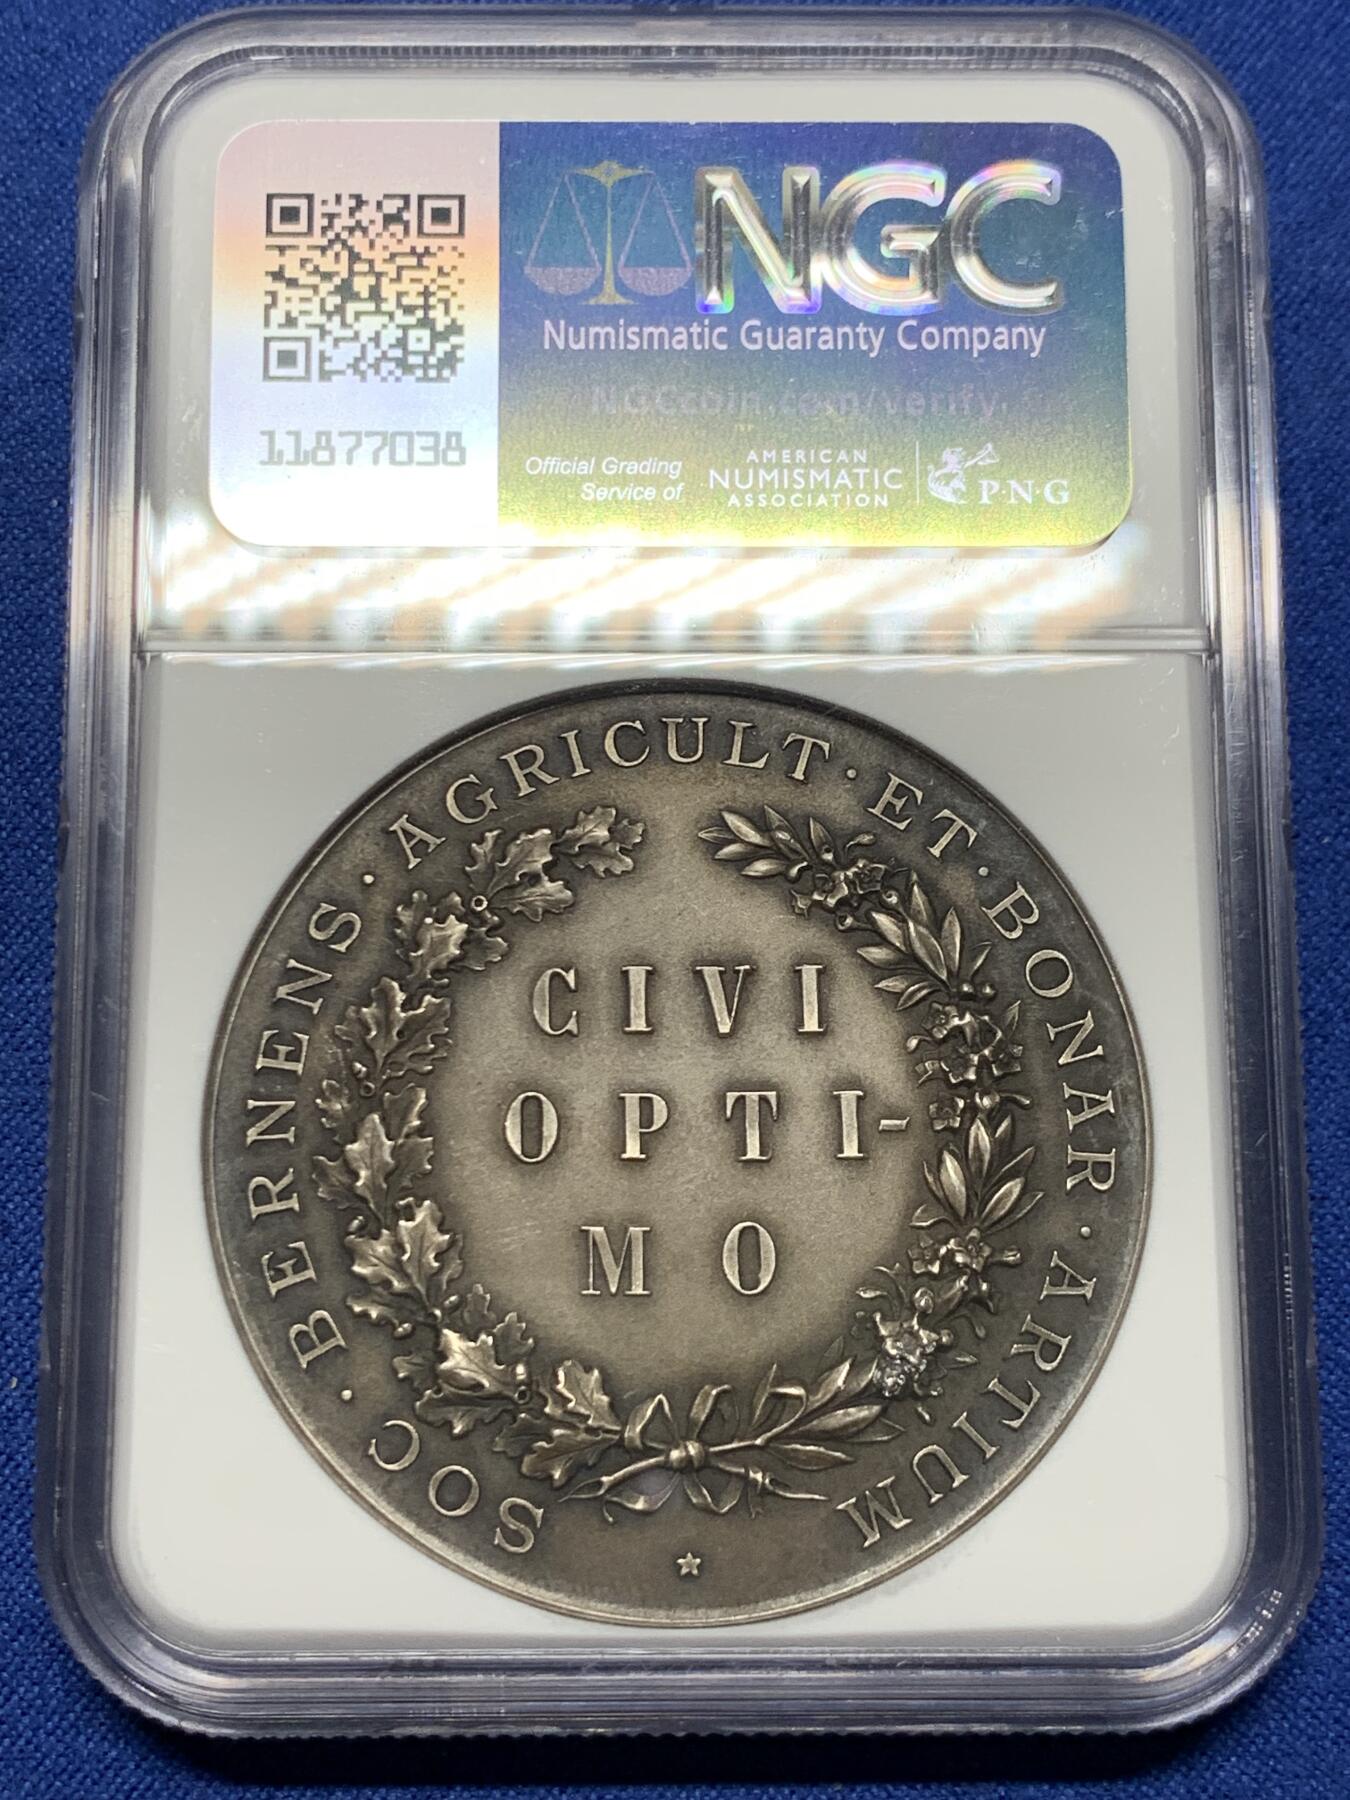 NGC
Numismatic Guaranty Company
NGCcoin.com/verify
11877038
Official Grading
Service of
AMERICAN
NUMISMATIC
ASSOCIATION
P·N·G
SOC · BERNENS · AGRICULT · ET · BONAR · ARTIUM
CIVI
OPTI-
MO